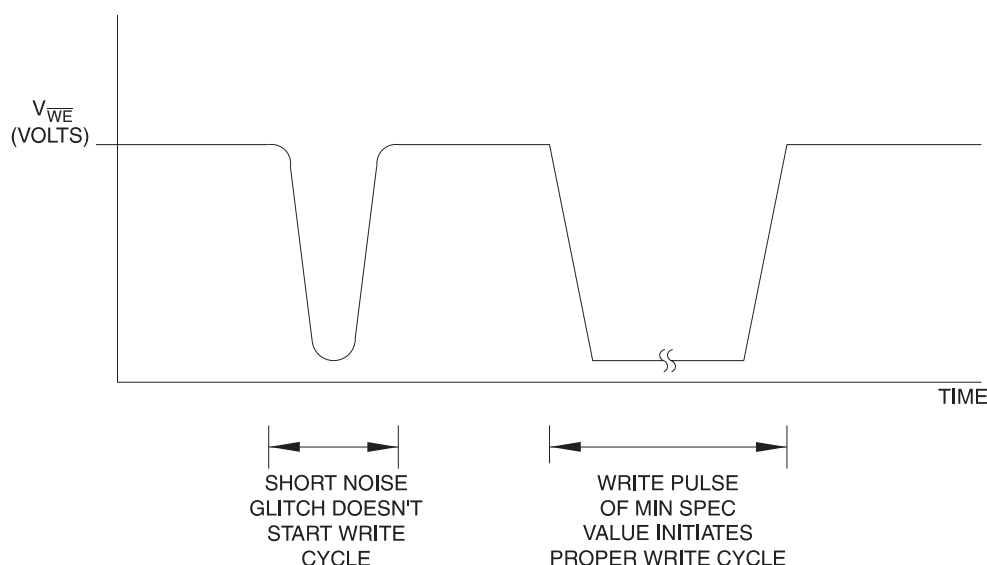 V W̅E̅
(VOLTS)
TIME
SHORT NOISE
GLITCH DOESN'T
START WRITE
CYCLE
WRITE PULSE
OF MIN SPEC
VALUE INITIATES
PROPER WRITE CYCLE